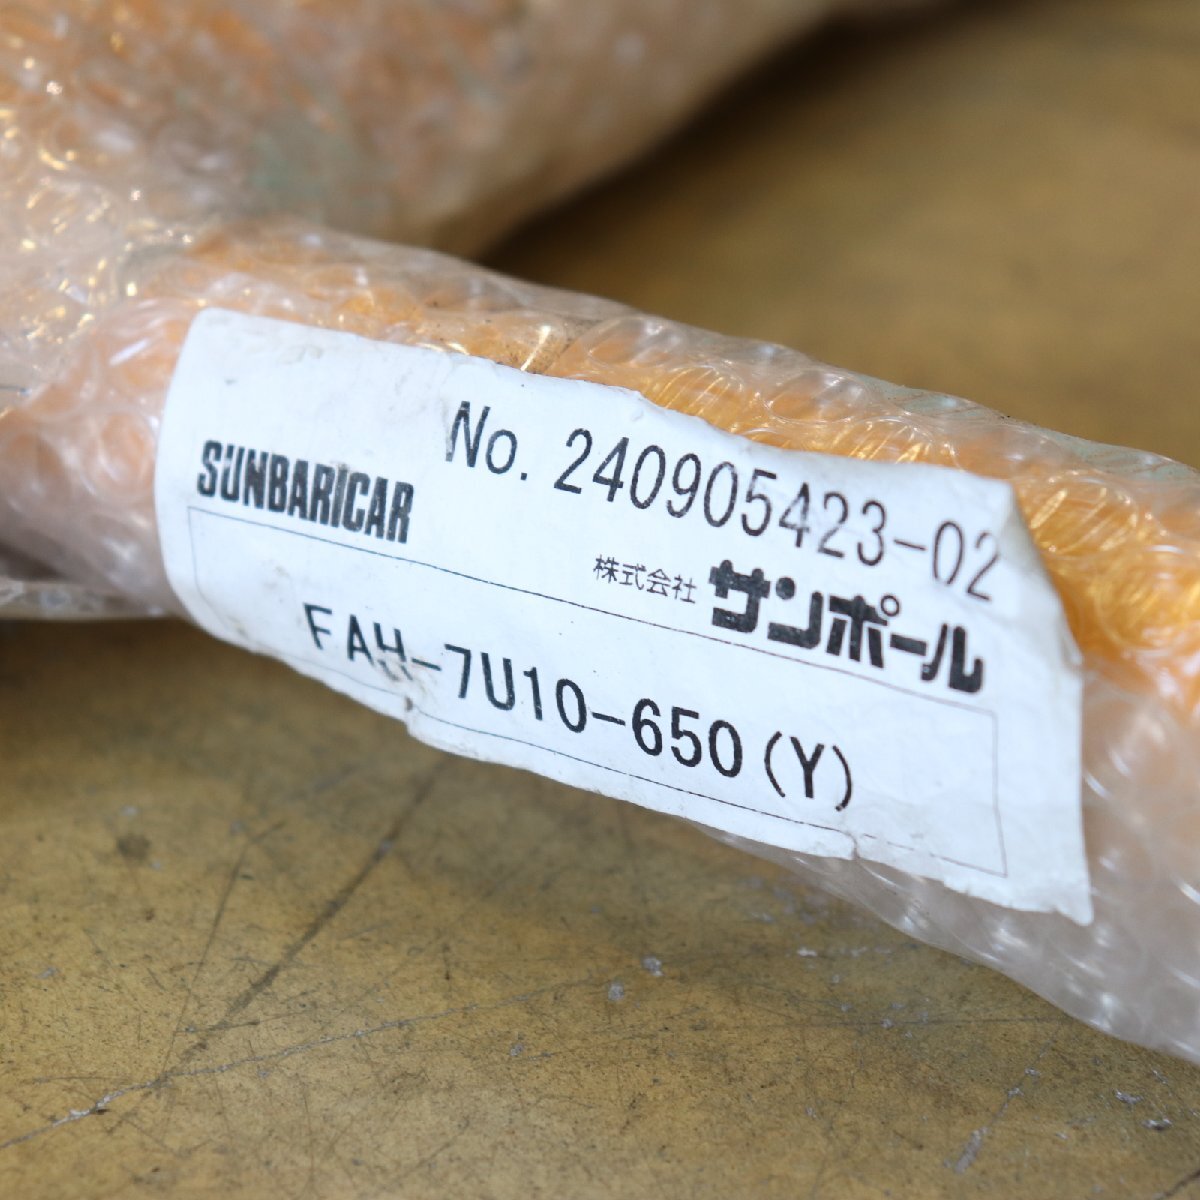 No. 240905423-02
SUNBARICAR
株式会社 サンポール
FAH-7U10-650(Y)